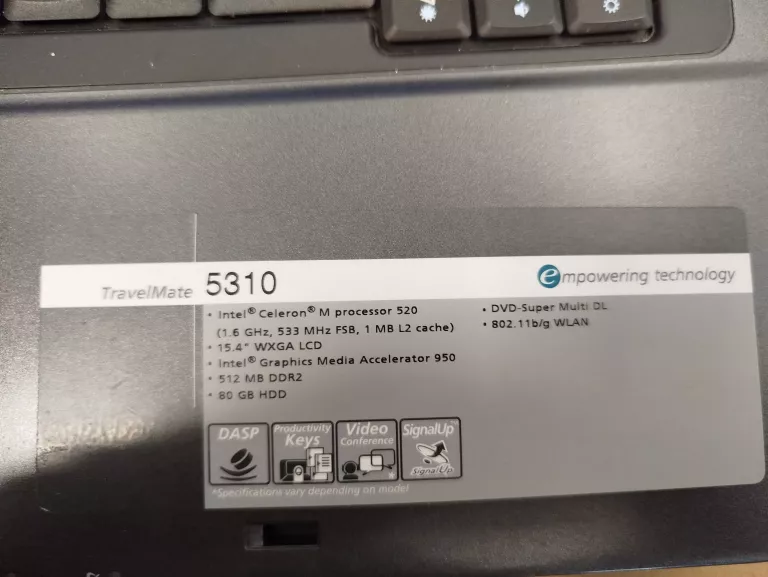 TravelMate 5310
empowering technology
• Intel® Celeron® M processor 520
(1.6 GHz, 533 MHz FSB, 1 MB L2 cache)
• 15.4" WXGA LCD
• Intel® Graphics Media Accelerator 950
• 512 MB DDR2
• 80 GB HDD
• DVD-Super Multi DL
• 802.11b/g WLAN
DASP
Productivity
Keys
Video
Conference
SignalUp™
SignalUp
*Specifications vary depending on model